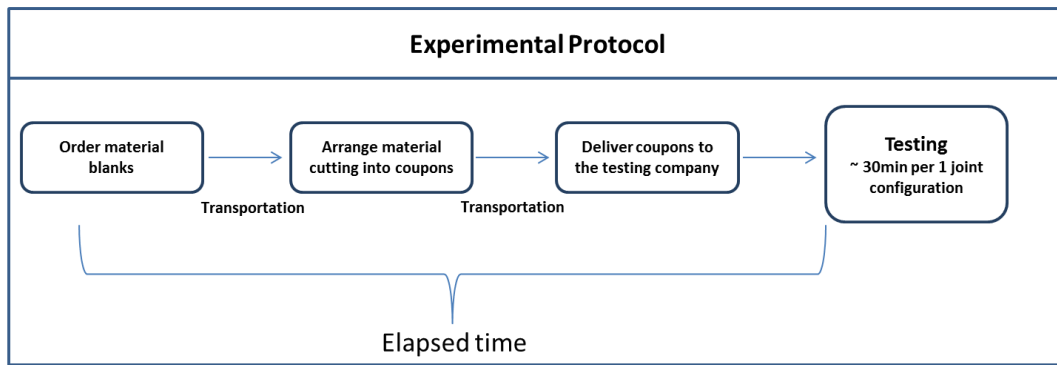 Experimental Protocol
Order material
blanks
Arrange material
cutting into coupons
Deliver coupons to
the testing company
Testing
~ 30min per 1 joint
configuration
Transportation
Transportation
Elapsed time